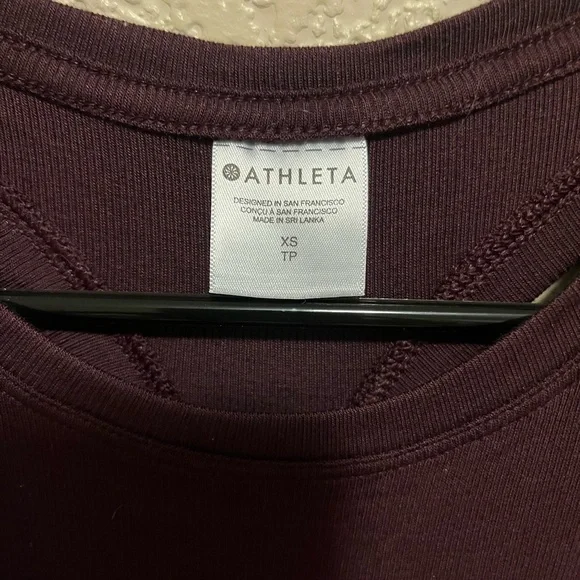 ATHLETA
DESIGNED IN SAN FRANCISCO
CONÇU À SAN FRANCISCO
MADE IN SRI LANKA
XS
TP